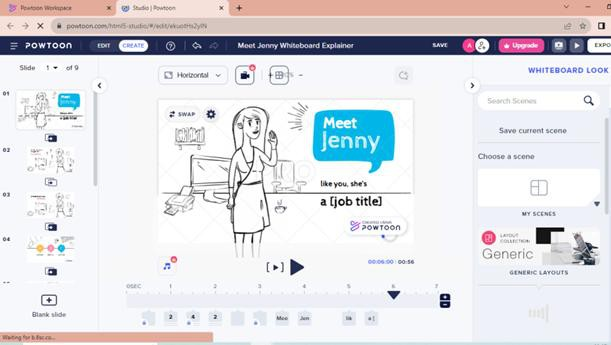 Powtoon Workspace
Studio | Powtoon
powtoon.com/html5-studio/#/edit/ekuotHs2yIN
POWTOON
EDIT
CREATE
Meet Jenny Whiteboard Explainer
SAVE
A
Upgrade
EXPO
Slide 1 of 9
Horizontal
WHITEBOARD LOOK
Search Scenes
Save current scene
Choose a scene
MY SCENES
LAYOUT
COLLECTION
Generic
GENERIC LAYOUTS
01
Meet
Jenny
02
03
04
Blank slide
SWAP
Meet
Jenny
like you, she's
a [job title]
CREATED USING
POWTOON
00:06:00 | 00:56
0SEC 1 2 3 4 5 6 7
2 4 2 Mee Jen lik a [
Waiting for b.6sc.co...